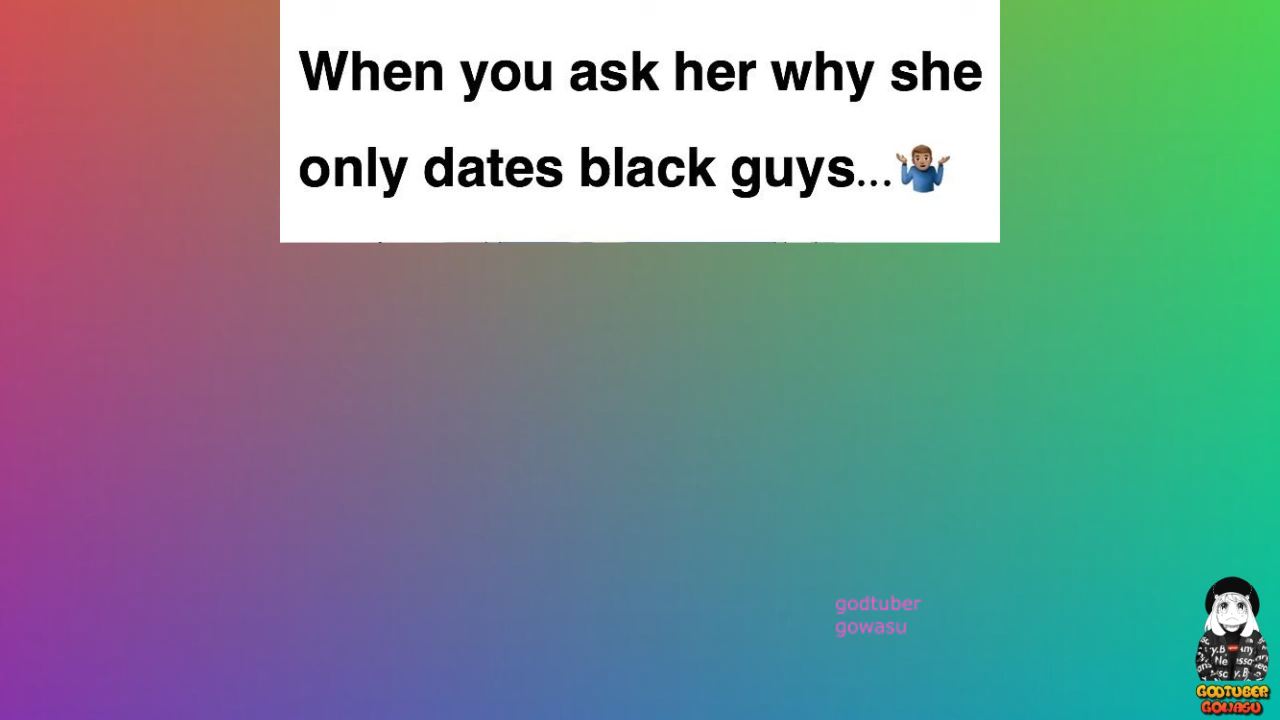 When you ask her why she
only dates black guys...🤷🏽‍♂️
godtuber
gowasu
GODTUBER
GOWASU